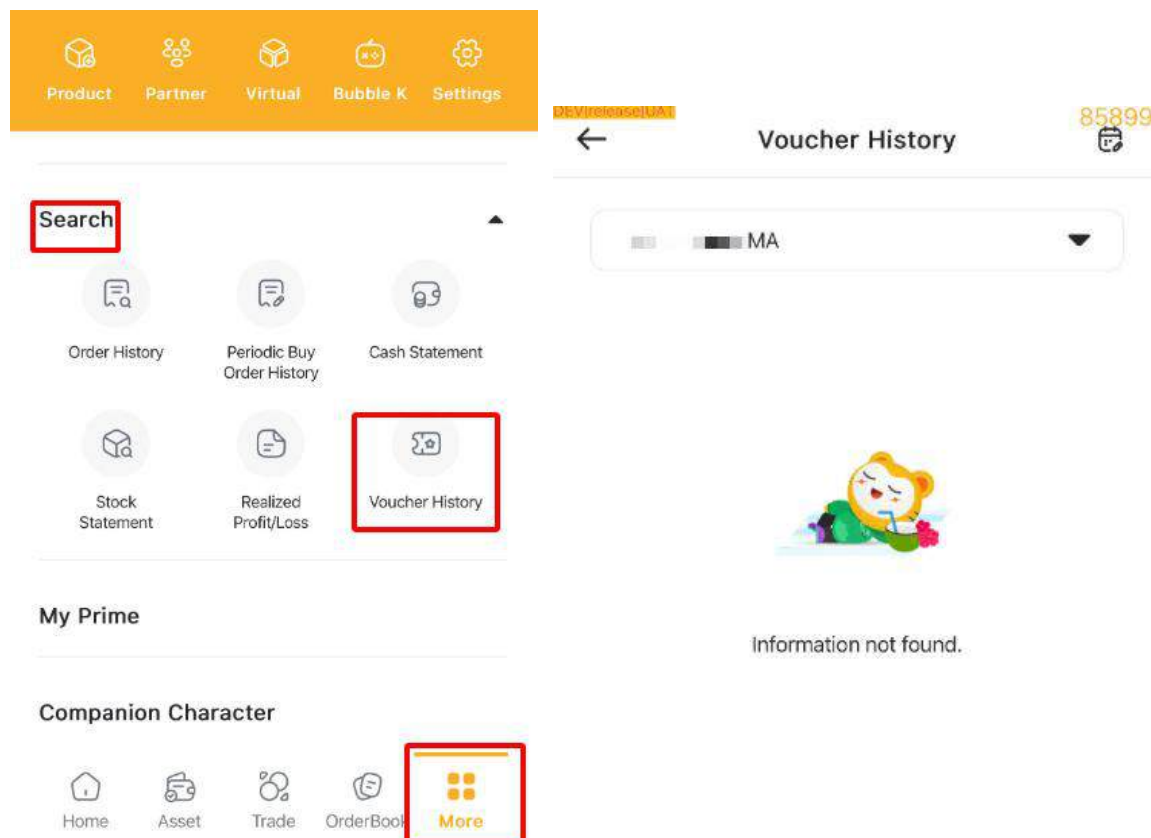 Product Partner Virtual Bubble K Settings
Search
Order History
Periodic Buy
Order History
Cash Statement
Stock
Statement
Realized
Profit/Loss
Voucher History
My Prime
Companion Character
Home Asset Trade OrderBook More
DEV|release|UAT
85899
Voucher History
MA
Information not found.